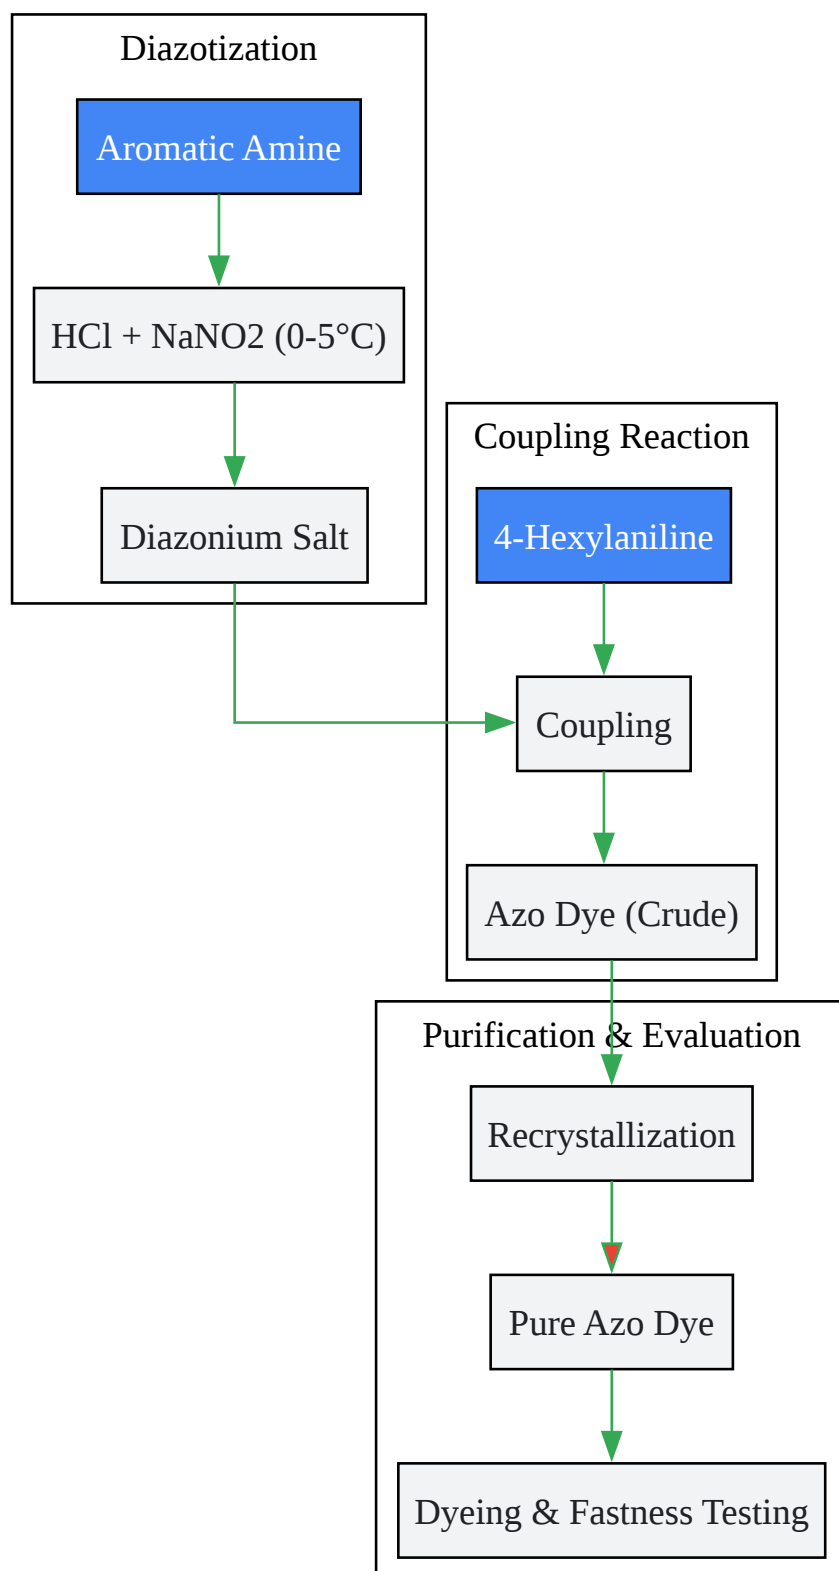 Diazotization
Aromatic Amine
HCl + NaNO2 (0-5°C)
Diazonium Salt
Coupling Reaction
4-Hexylaniline
Coupling
Azo Dye (Crude)
Purification & Evaluation
Recrystallization
Pure Azo Dye
Dyeing & Fastness Testing